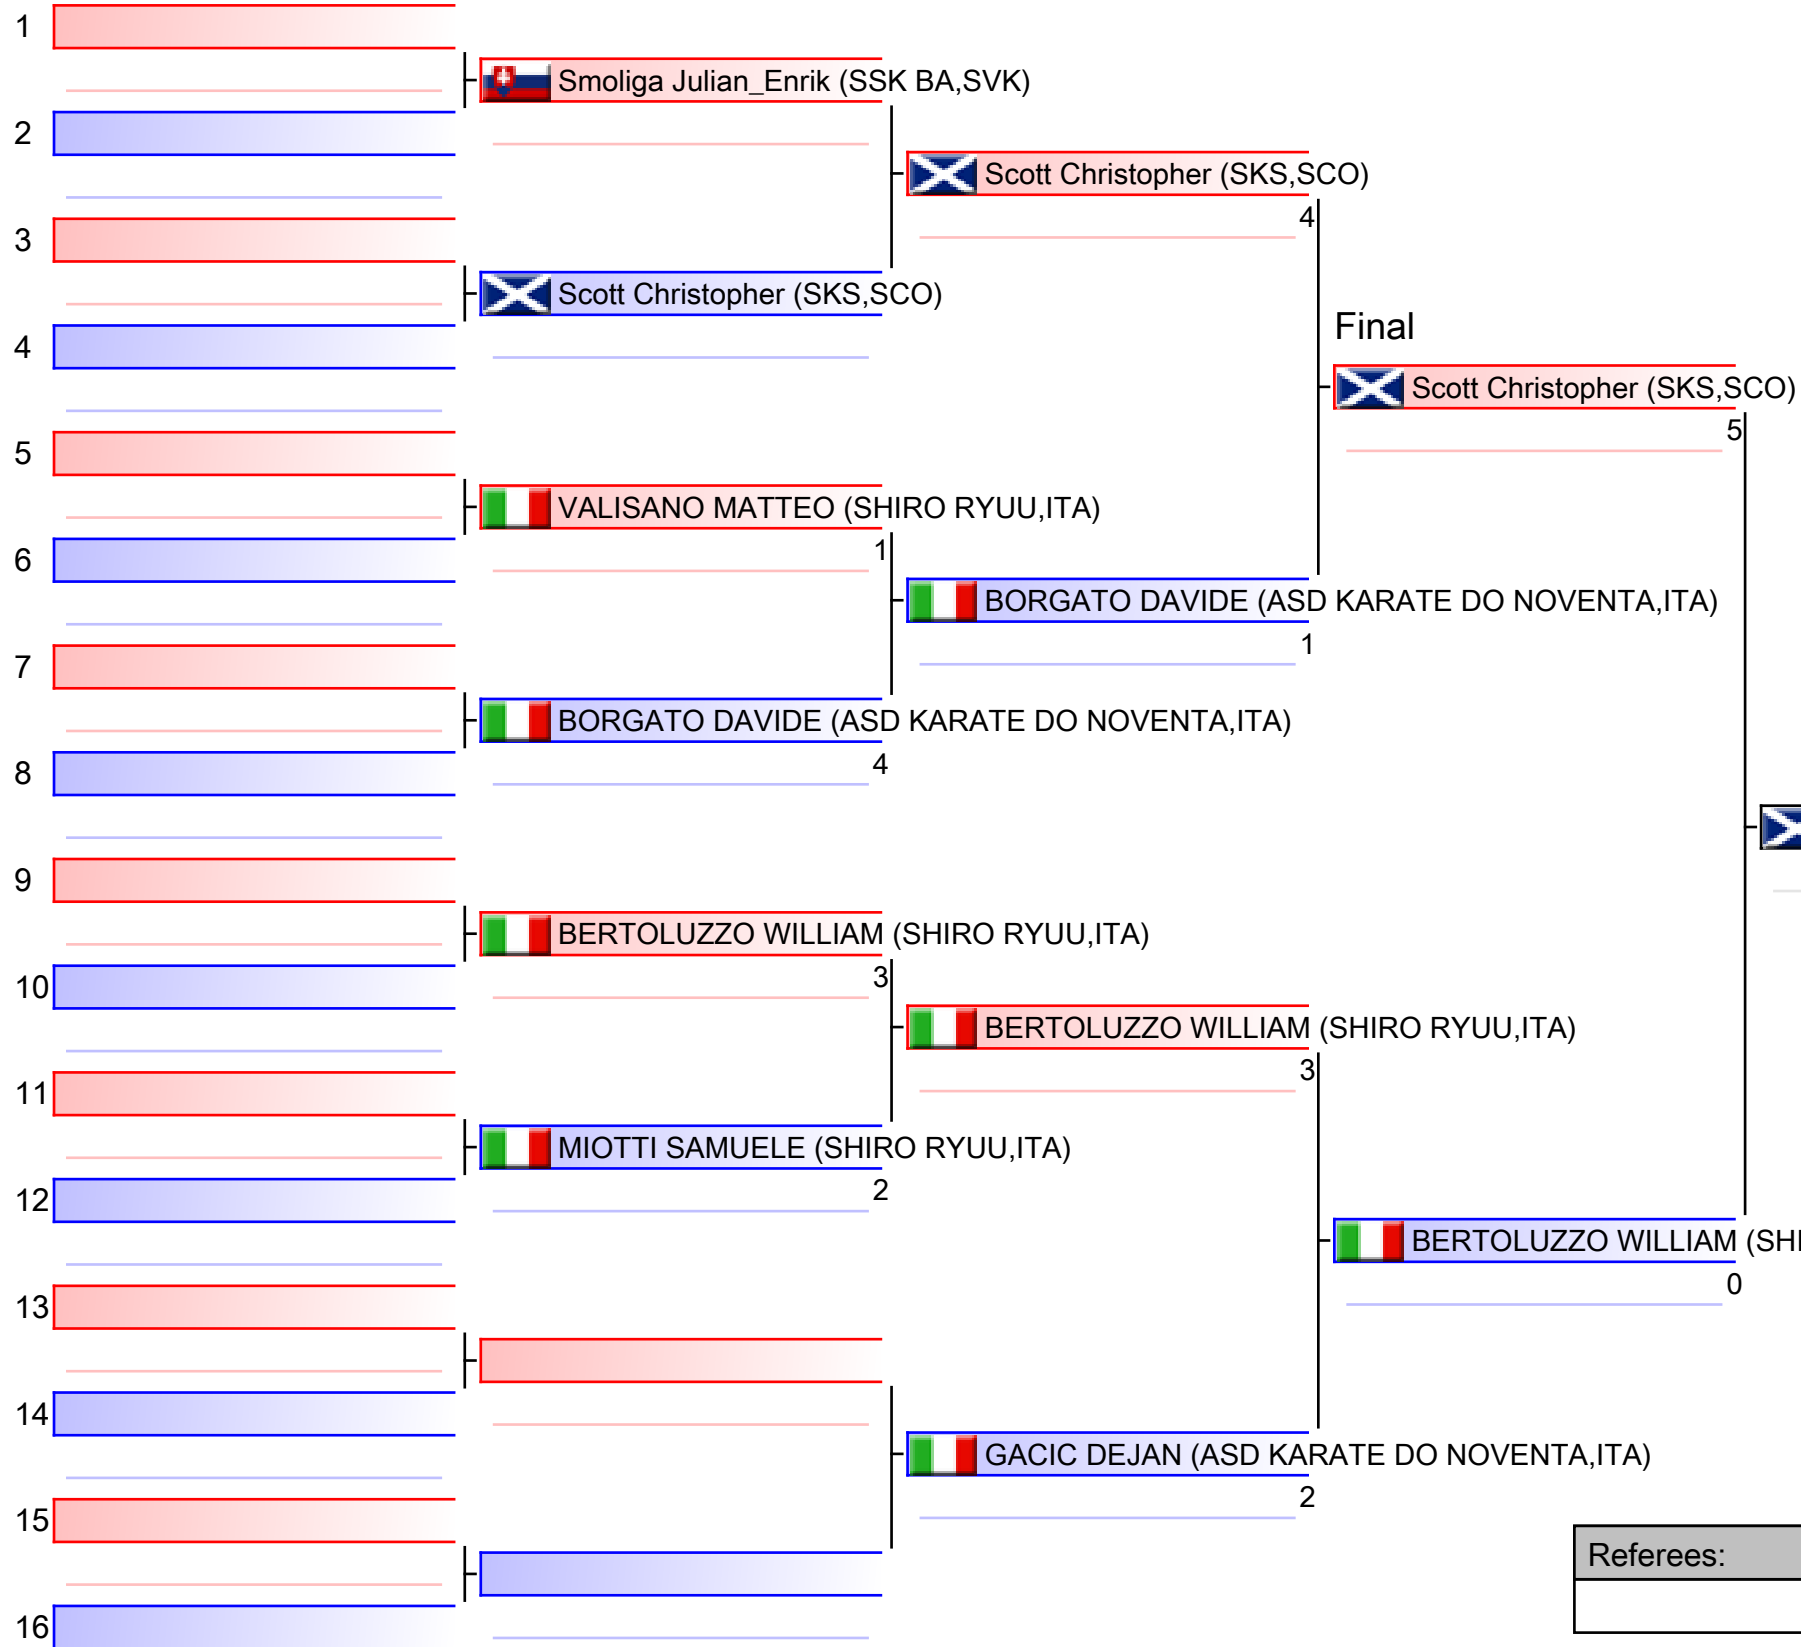 1
Smoliga Julian_Enrik (SSK BA,SVK)
2
Scott Christopher (SKS,SCO)
4
3
Scott Christopher (SKS,SCO)
4
Final
Scott Christopher (SKS,SCO)
5
5
VALISANO MATTEO (SHIRO RYUU,ITA)
1
6
BORGATO DAVIDE (ASD KARATE DO NOVENTA,ITA)
1
7
BORGATO DAVIDE (ASD KARATE DO NOVENTA,ITA)
4
8
9
BERTOLUZZO WILLIAM (SHIRO RYUU,ITA)
3
10
BERTOLUZZO WILLIAM (SHIRO RYUU,ITA)
3
11
MIOTTI SAMUELE (SHIRO RYUU,ITA)
2
12
BERTOLUZZO WILLIAM (SHI
0
13
14
GACIC DEJAN (ASD KARATE DO NOVENTA,ITA)
2
15
Referees:
16